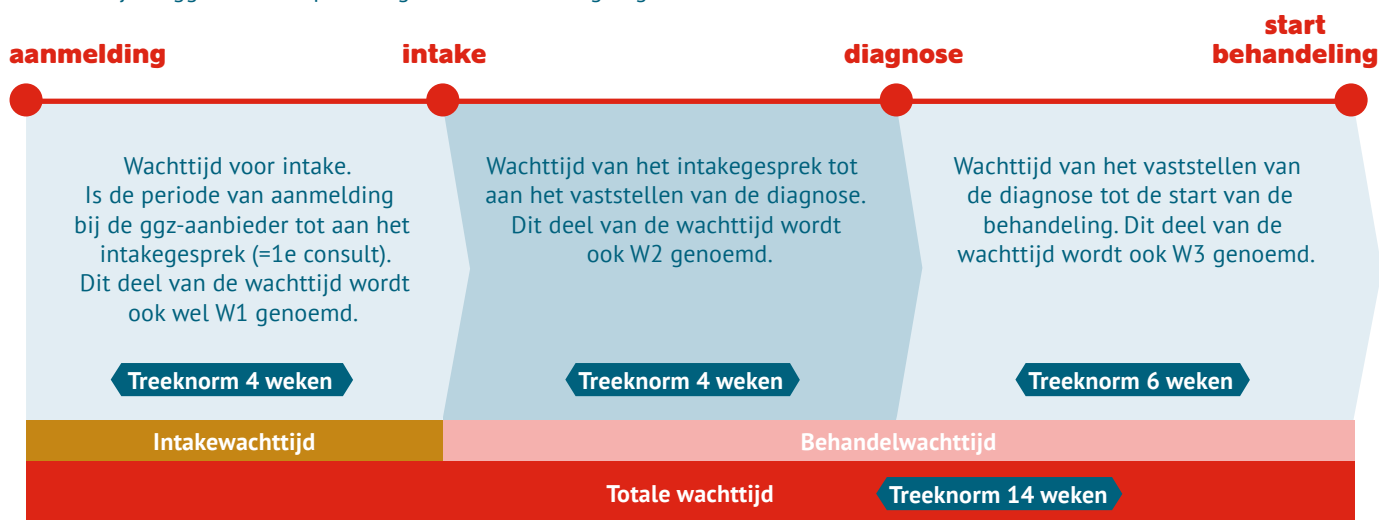 aanmelding
intake
diagnose
start
behandeling
Wachttijd voor intake.
Is de periode van aanmelding
bij de ggz-aanbieder tot aan het
intakegesprek (=1e consult).
Dit deel van de wachttijd wordt
ook wel W1 genoemd.
Treeknorm 4 weken
Wachttijd van het intakegesprek tot
aan het vaststellen van de diagnose.
Dit deel van de wachttijd wordt
ook W2 genoemd.
Treeknorm 4 weken
Wachttijd van het vaststellen van
de diagnose tot de start van de
behandeling. Dit deel van de
wachttijd wordt ook W3 genoemd.
Treeknorm 6 weken
Intakewachttijd
Behandelwachttijd
Totale wachttijd
Treeknorm 14 weken